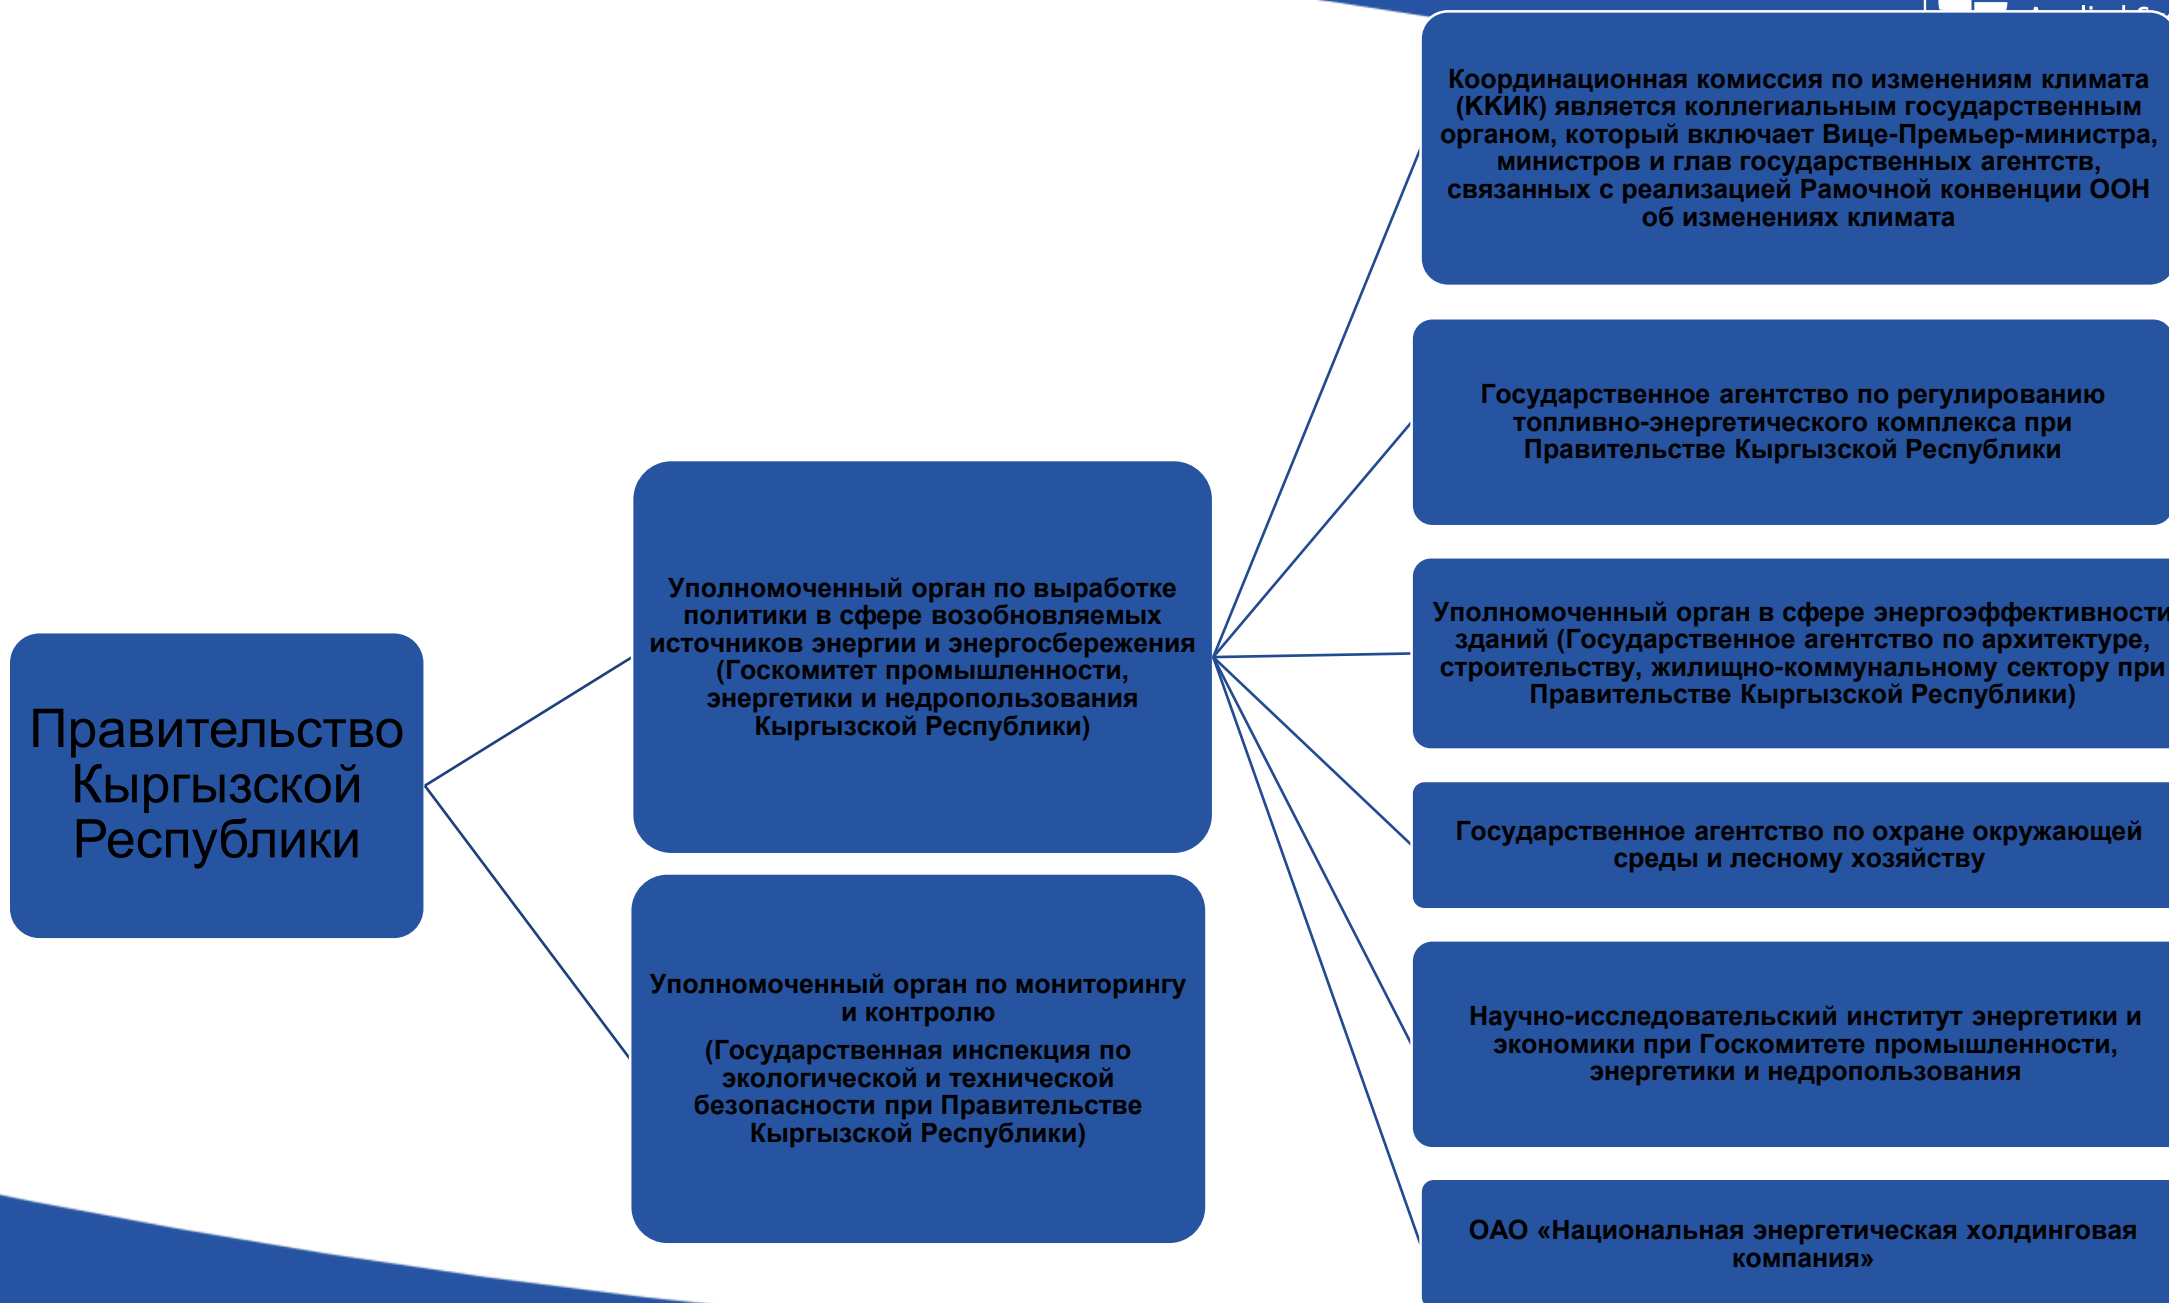 Правительство
Кыргызской
Республики
Уполномоченный орган по выработке
политики в сфере возобновляемых
источников энергии и энергосбережения
(Госкомитет промышленности,
энергетики и недропользования
Кыргызской Республики)
Уполномоченный орган по мониторингу
и контролю
(Государственная инспекция по
экологической и технической
безопасности при Правительстве
Кыргызской Республики)
Координационная комиссия по изменениям климата
(ККИК) является коллегиальным государственным
органом, который включает Вице-Премьер-министра,
министров и глав государственных агентств,
связанных с реализацией Рамочной конвенции ООН
об изменениях климата
Государственное агентство по регулированию
топливно-энергетического комплекса при
Правительстве Кыргызской Республики
Уполномоченный орган в сфере энергоэффективности
зданий (Государственное агентство по архитектуре,
строительству, жилищно-коммунальному сектору при
Правительстве Кыргызской Республики)
Государственное агентство по охране окружающей
среды и лесному хозяйству
Научно-исследовательский институт энергетики и
экономики при Госкомитете промышленности,
энергетики и недропользования
ОАО «Национальная энергетическая холдинговая
компания»